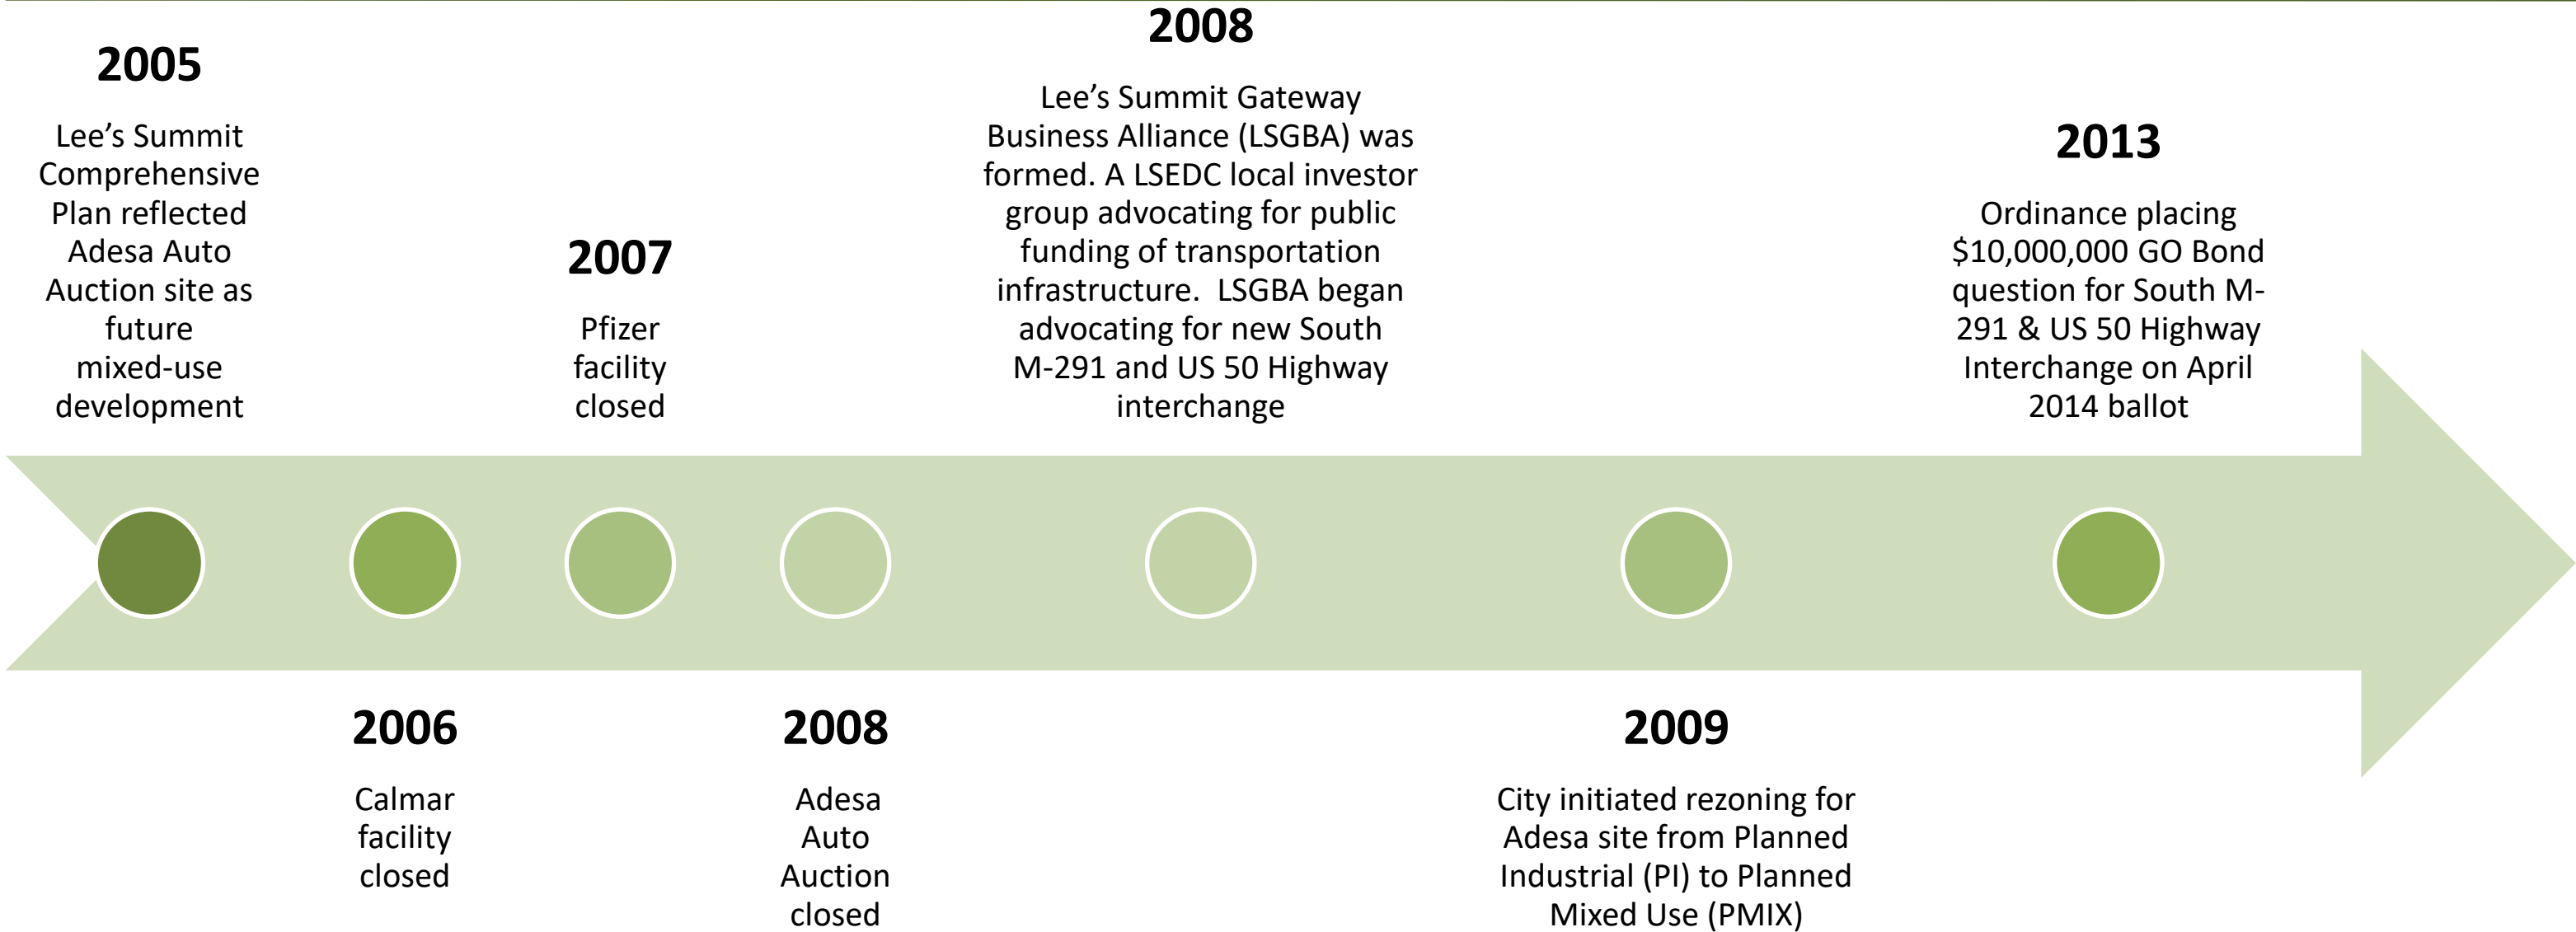 2005
Lee’s Summit
Comprehensive
Plan reflected
Adesa Auto
Auction site as
future
mixed-use
development
2006
Calmar
facility
closed
2007
Pfizer
facility
closed
2008
Adesa
Auto
Auction
closed
2008
Lee’s Summit Gateway
Business Alliance (LSGBA) was
formed. A LSEDC local investor
group advocating for public
funding of transportation
infrastructure.  LSGBA began
advocating for new South
M-291 and US 50 Highway
interchange
2009
City initiated rezoning for
Adesa site from Planned
Industrial (PI) to Planned
Mixed Use (PMIX)
2013
Ordinance placing
$10,000,000 GO Bond
question for South M-
291 & US 50 Highway
Interchange on April
2014 ballot